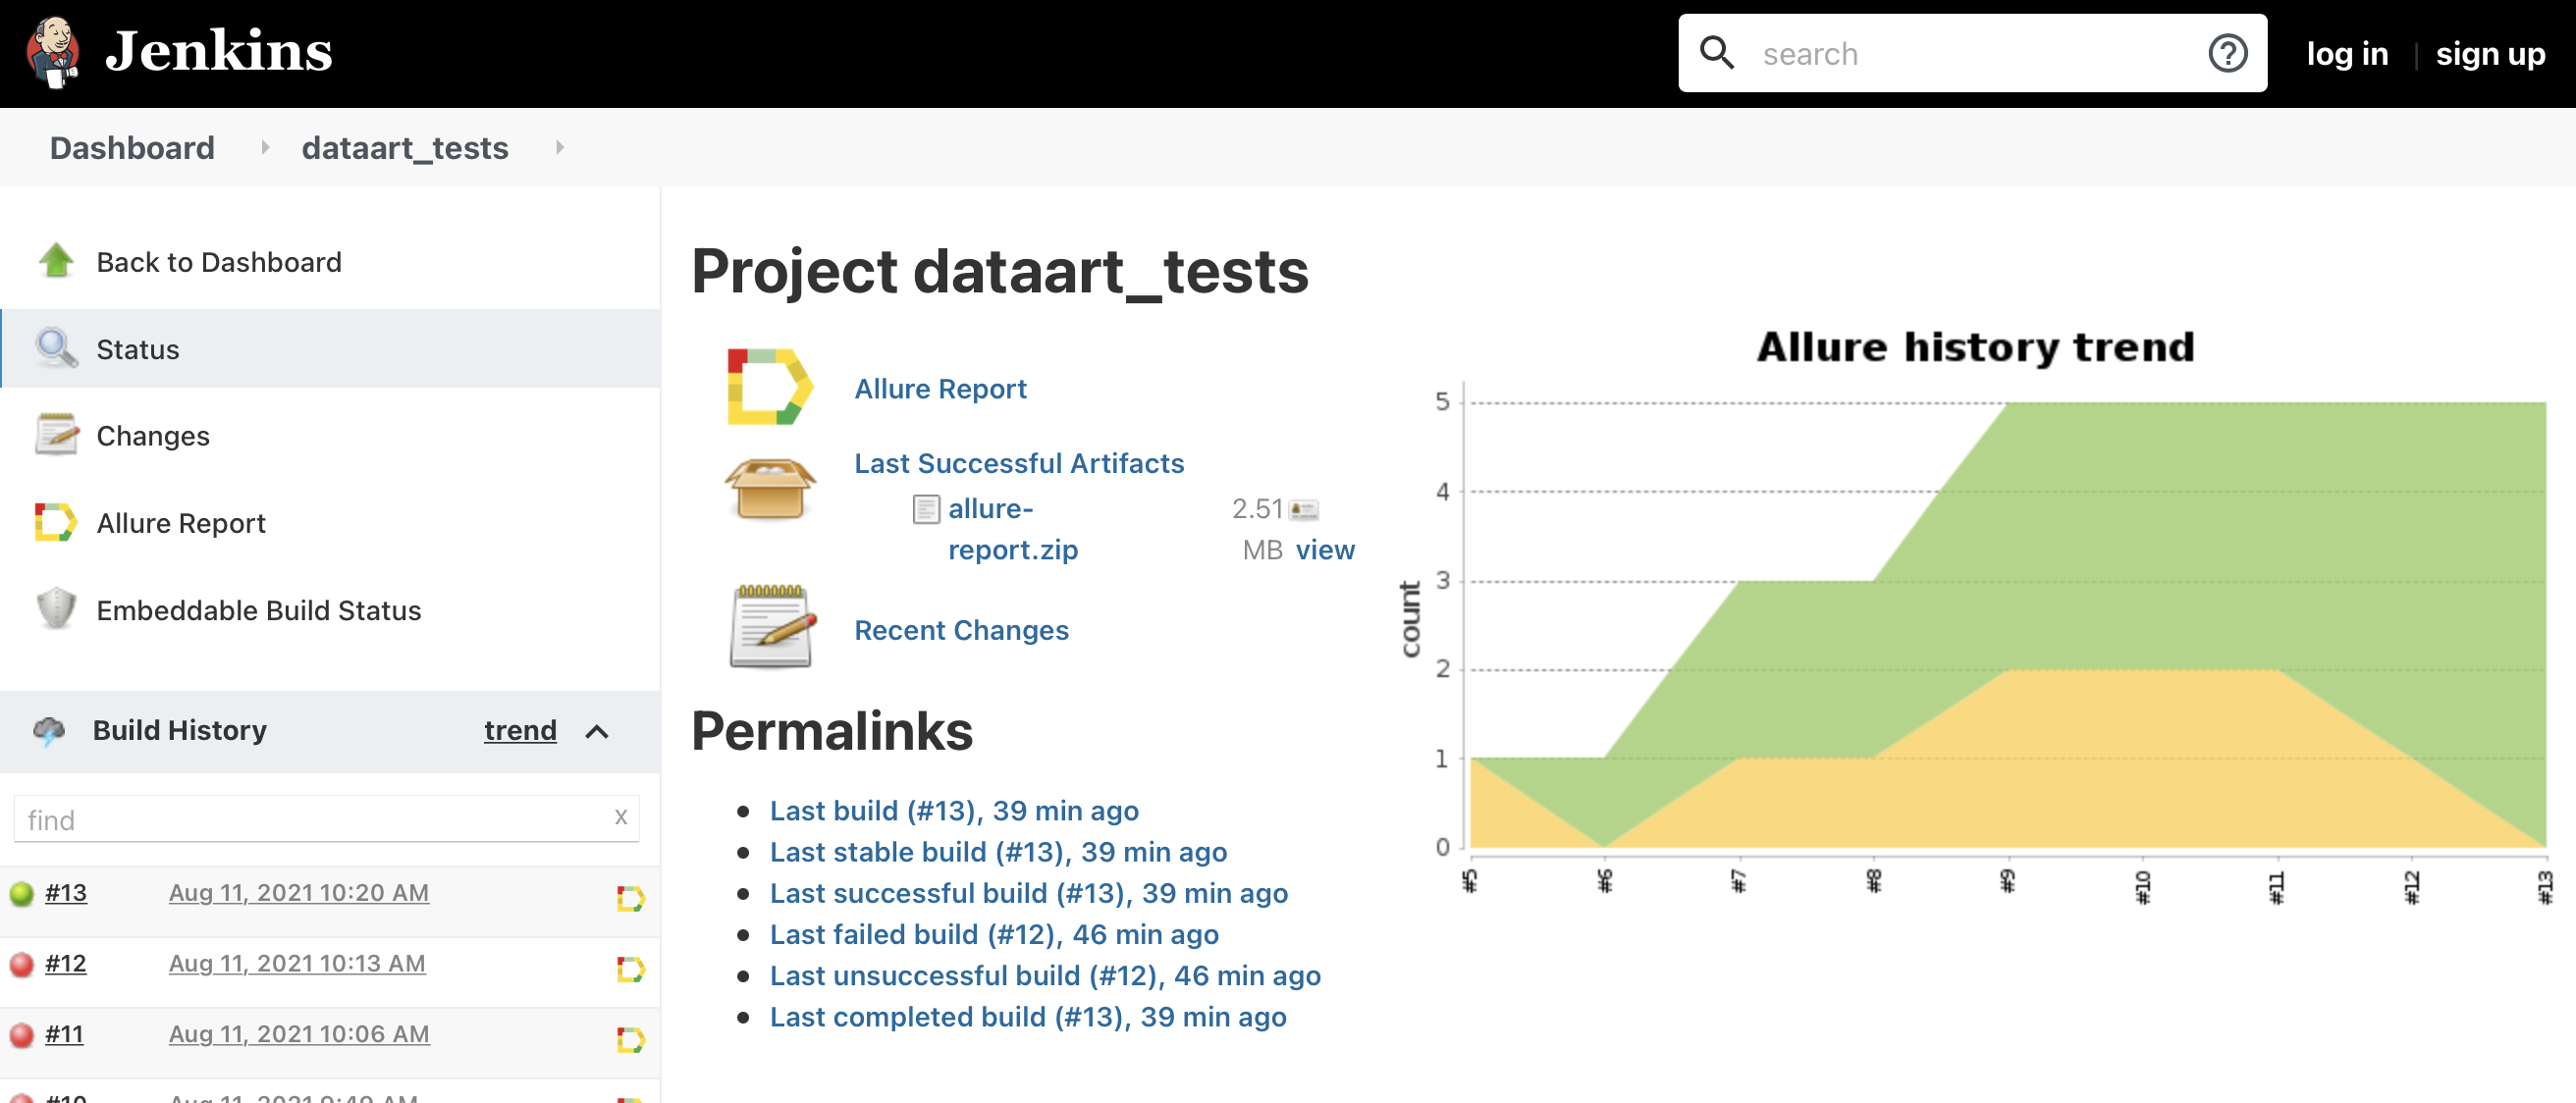 Jenkins
search
log in
sign up
Dashboard
dataart_tests
Back to Dashboard
Status
Changes
Allure Report
Embeddable Build Status
Build History
trend
find
x
#13 Aug 11, 2021 10:20 AM
#12 Aug 11, 2021 10:13 AM
#11 Aug 11, 2021 10:06 AM
#10 Aug 11, 2021 9:49 AM
Project dataart_tests
Allure Report
Last Successful Artifacts
allure-
report.zip
2.51
MB view
Recent Changes
Permalinks
Last build (#13), 39 min ago
Last stable build (#13), 39 min ago
Last successful build (#13), 39 min ago
Last failed build (#12), 46 min ago
Last unsuccessful build (#12), 46 min ago
Last completed build (#13), 39 min ago
Allure history trend
count
5
4
3
2
1
0
#5
#6
#7
#8
#9
#10
#11
#12
#13